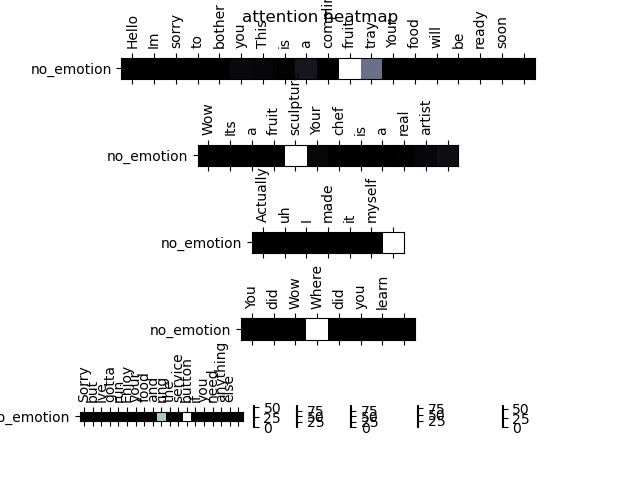 attention heatmap
Hello Im sorry to bother you This is a fruit tray Your food will be ready soon
no_emotion
Wow Its a fruit sculptur Your chef is a real artist
no_emotion
Actually uh I made it myself
no_emotion
You did Wow Where did you learn
no_emotion
Sorry but Ive gotta run Enjoy your food and ring the service button if you need anything else
o_emotion
50 75 75 75 50
25 50 50 50 25
0 25 25 25 0
0